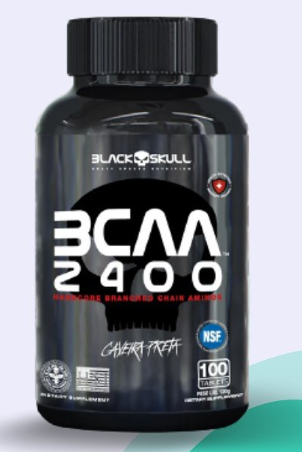 BLACK SKULL
BCAA
2400
HARDCORE BRANCHED CHAIN AMINOS
CAVEIRA PRETA
NSF
100
TABLETS
DIETARY SUPPLEMENT